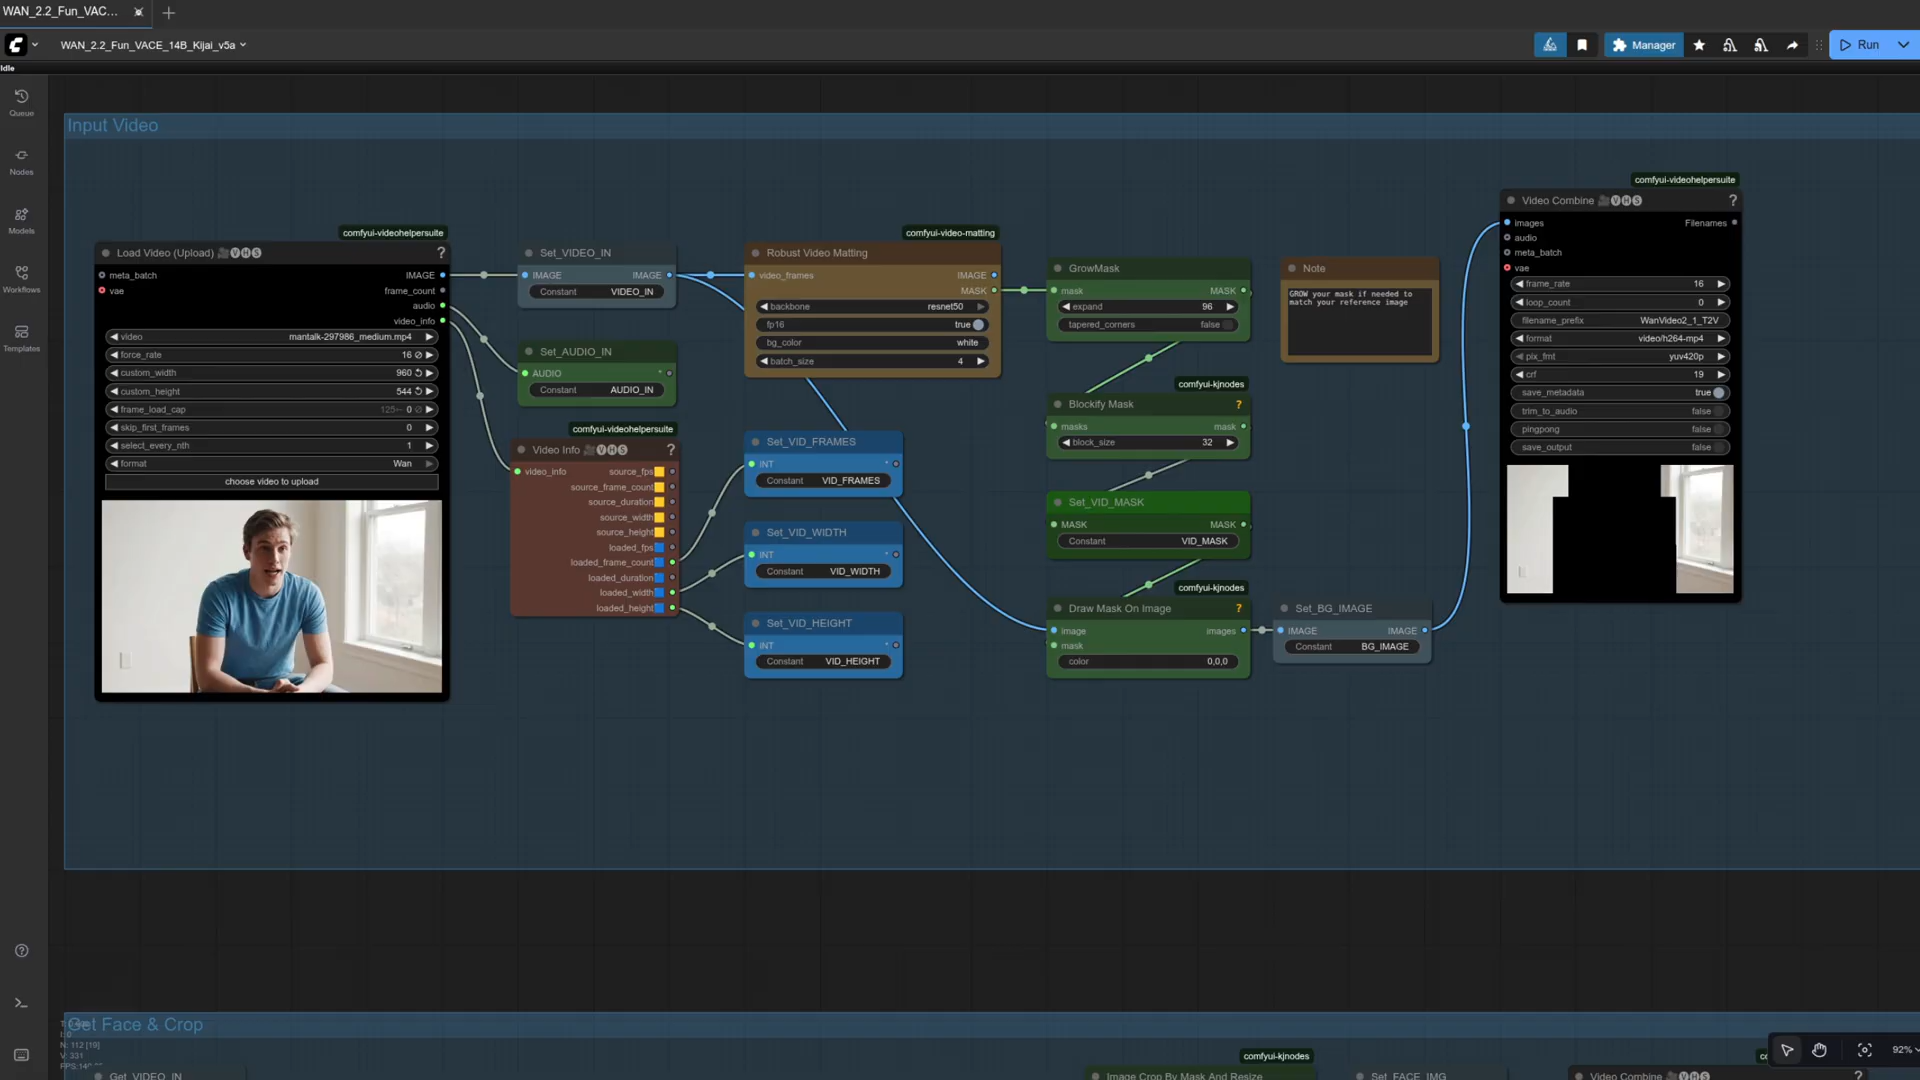 WAN_2.2_Fun_VAC...
WAN_2.2_Fun_VACE_14B_Kijai_v5a
Manager
Run
Idle
Queue
Nodes
Models
Workflows
Templates
Input Video
comfyui-videohelpersuite
Load Video (Upload) VHS ?
meta_batch IMAGE
vae frame_count
audio
video_info
video mantalk-297986_medium.mp4
force_rate 16
custom_width 960
custom_height 544
frame_load_cap 0
skip_first_frames 0
select_every_nth 1
format Wan
choose video to upload
Set_VIDEO_IN
IMAGE IMAGE
Constant VIDEO_IN
Set_AUDIO_IN
AUDIO *
Constant AUDIO_IN
comfyui-videohelpersuite
Video Info VHS ?
video_info source_fps
source_frame_count
source_duration
source_width
source_height
loaded_fps
loaded_frame_count
loaded_duration
loaded_width
loaded_height
comfyui-video-matting
Robust Video Matting
video_frames IMAGE
MASK
backbone resnet50
fp16 true
bg_color white
batch_size 4
Set_VID_FRAMES
INT *
Constant VID_FRAMES
Set_VID_WIDTH
INT *
Constant VID_WIDTH
Set_VID_HEIGHT
INT *
Constant VID_HEIGHT
GrowMask
mask MASK
expand 96
tapered_corners false
comfyui-kjnodes
Blockify Mask ?
masks mask
block_size 32
Set_VID_MASK
MASK MASK
Constant VID_MASK
comfyui-kjnodes
Draw Mask On Image ?
image images
mask
color 0,0,0
Note
GROW your mask if needed to
match your reference image
Set_BG_IMAGE
IMAGE IMAGE
Constant BG_IMAGE
comfyui-videohelpersuite
Video Combine VHS ?
images Filenames
audio
meta_batch
vae
frame_rate 16
loop_count 0
filename_prefix WanVideo2_1_T2V
format video/h264-mp4
pix_fmt yuv420p
crf 19
save_metadata true
trim_to_audio false
pingpong false
save_output false
Get Face & Crop
N: 112 [19]
V: 331
comfyui-kjnodes
Get_VIDEO_IN
Image Crop By Mask And Resize
Set_FACE_IMG
Video Combine VHS ?
92%